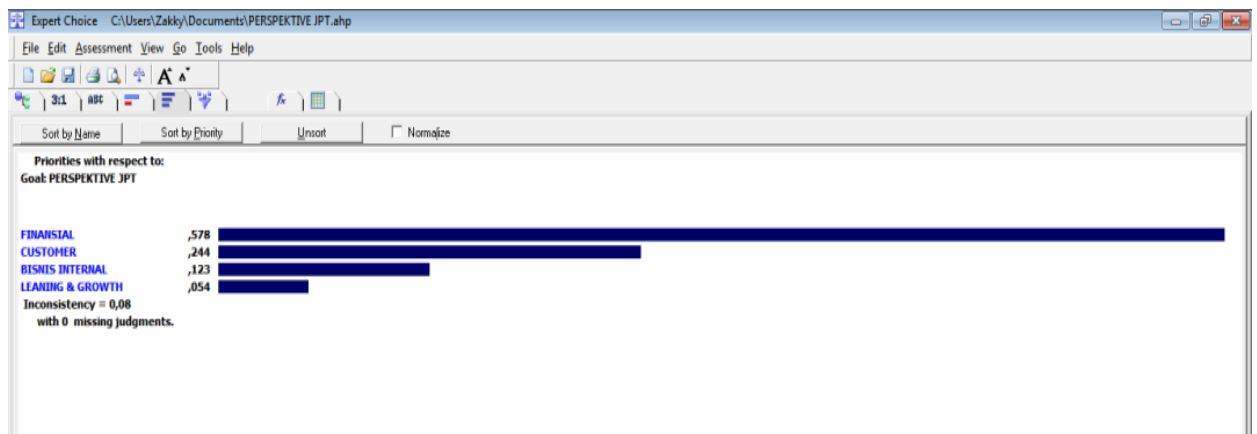 Expert Choice C:\Users\Zakky\Documents\PERSPEKTIVE JPT.ahp
File Edit Assessment View Go Tools Help
A A
3:1 ABC fx
Sort by Name Sort by Priority Unsort Normalize
Priorities with respect to:
Goal: PERSPEKTIVE JPT
FINANSIAL ,578
CUSTOMER ,244
BISNIS INTERNAL ,123
LEANING & GROWTH ,054
Inconsistency = 0,08
with 0 missing judgments.